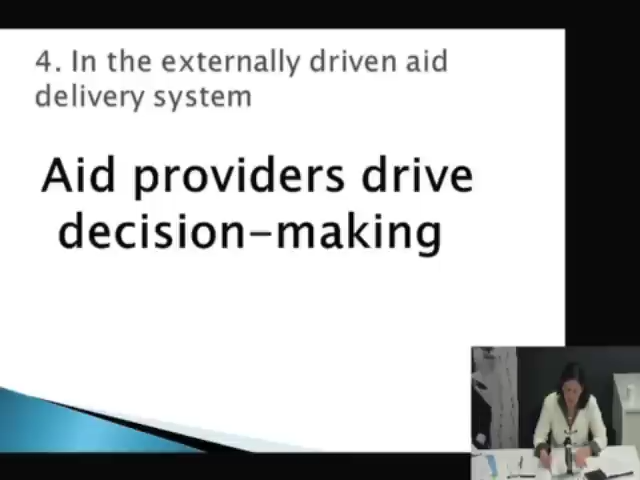 4. In the externally driven aid
delivery system
Aid providers drive
decision-making